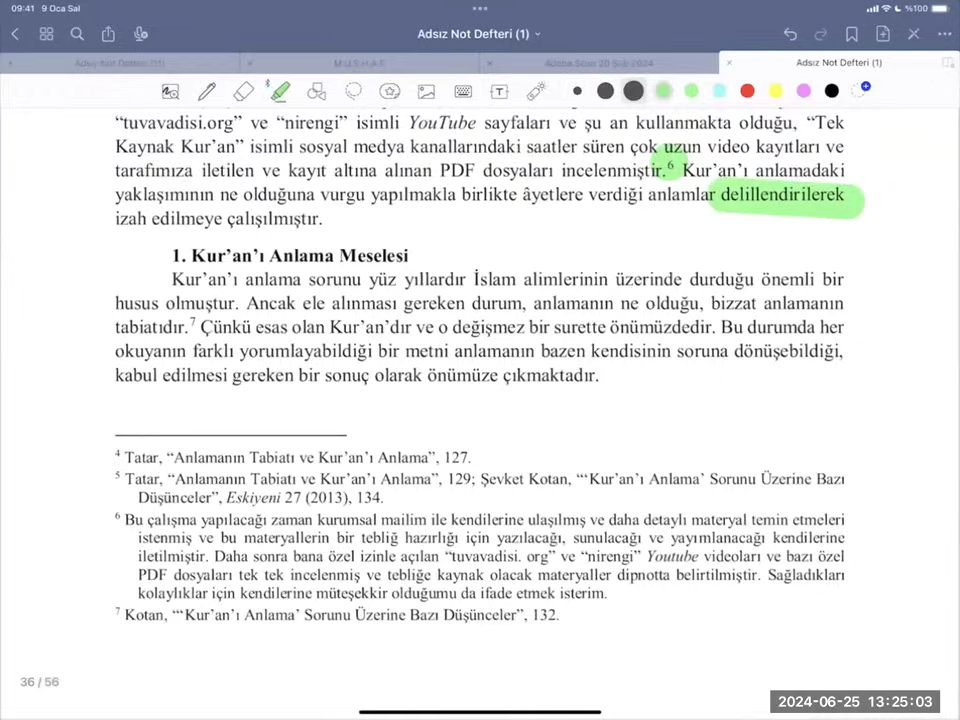 09:41 9 Oca Sal
%100
Adsız Not Defteri (1)
Adsız Not Defteri (1)
M U S H A F
Adobe Scan 20 Şub 2024
Adsız Not Defteri (1)
“tuvavadisi.org” ve “nirengi” isimli YouTube sayfaları ve şu an kullanmakta olduğu, “Tek
Kaynak Kur’an” isimli sosyal medya kanallarındaki saatler süren çok uzun video kayıtları ve
tarafımıza iletilen ve kayıt altına alınan PDF dosyaları incelenmiştir.⁶ Kur’an’ı anlamadaki
yaklaşımının ne olduğuna vurgu yapılmakla birlikte âyetlere verdiği anlamlar delillendirilerek
izah edilmeye çalışılmıştır.
1. Kur’an’ı Anlama Meselesi
Kur’an’ı anlama sorunu yüz yıllardır İslam alimlerinin üzerinde durduğu önemli bir
husus olmuştur. Ancak ele alınması gereken durum, anlamanın ne olduğu, bizzat anlamanın
tabiatıdır.⁷ Çünkü esas olan Kur’an’dır ve o değişmez bir surette önümüzdedir. Bu durumda her
okuyanın farklı yorumlayabildiği bir metni anlamanın bazen kendisinin soruna dönüşebildiği,
kabul edilmesi gereken bir sonuç olarak önümüze çıkmaktadır.
⁴ Tatar, “Anlamanın Tabiatı ve Kur’an’ı Anlama”, 127.
⁵ Tatar, “Anlamanın Tabiatı ve Kur’an’ı Anlama”, 129; Şevket Kotan, “‘Kur’an’ı Anlama’ Sorunu Üzerine Bazı
Düşünceler”, Eskiyeni 27 (2013), 134.
⁶ Bu çalışma yapılacağı zaman kurumsal mailim ile kendilerine ulaşılmış ve daha detaylı materyal temin etmeleri
istenmiş ve bu materyallerin bir tebliğ hazırlığı için yazılacağı, sunulacağı ve yayımlanacağı kendilerine
iletilmiştir. Daha sonra bana özel izinle açılan “tuvavadisi. org” ve “nirengi” Youtube videoları ve bazı özel
PDF dosyaları tek tek incelenmiş ve tebliğe kaynak olacak materyaller dipnotta belirtilmiştir. Sağladıkları
kolaylıklar için kendilerine müteşekkir olduğumu da ifade etmek isterim.
⁷ Kotan, “‘Kur’an’ı Anlama’ Sorunu Üzerine Bazı Düşünceler”, 132.
36 / 56
2024-06-25 13:25:03